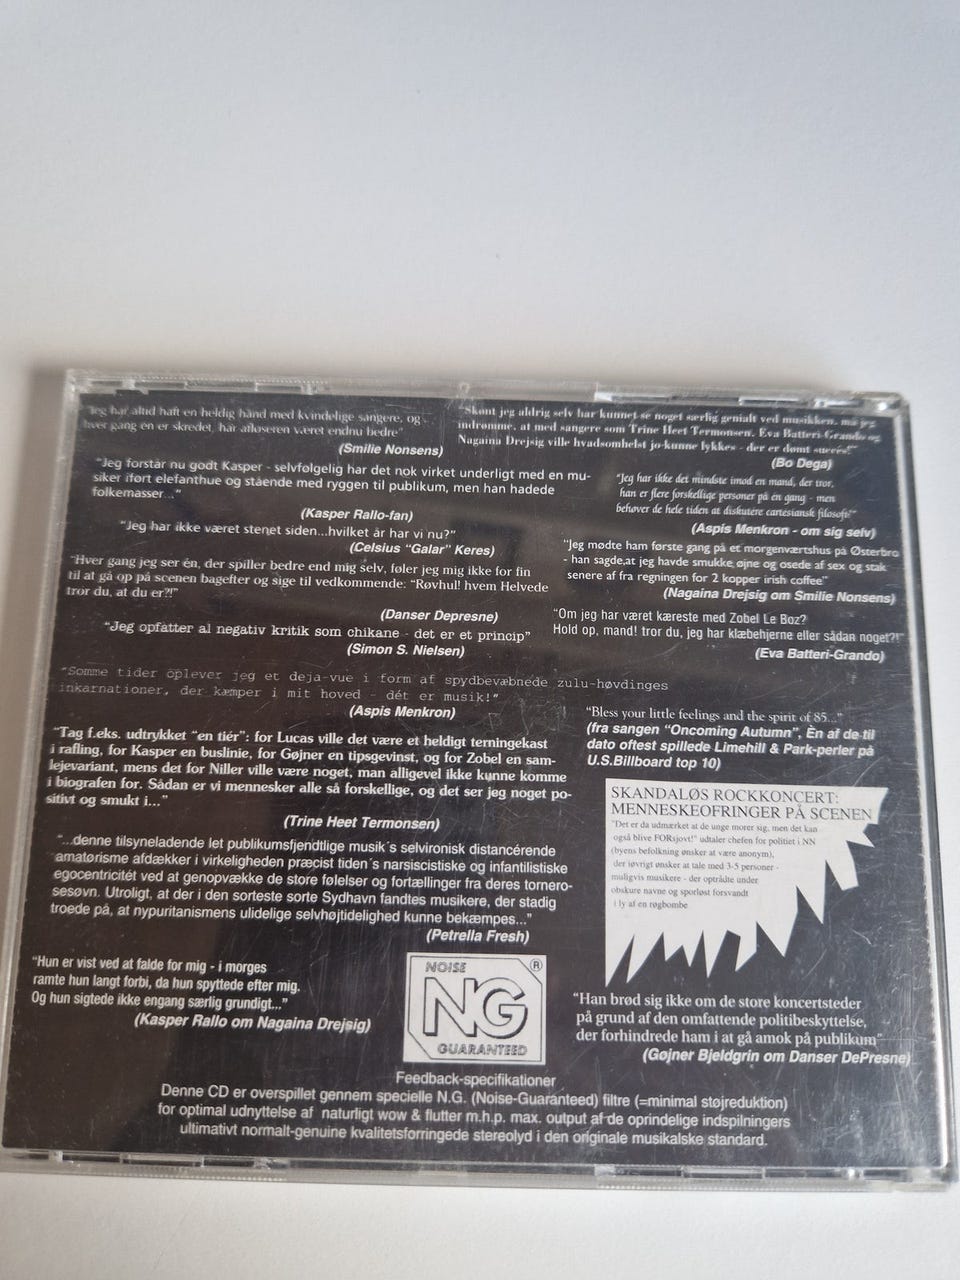 "Jeg har altid haft en heldig hånd med kvindelige sangere, og
hver gang én er skredet, har afløseren været endnu bedre"
(Smilie Nonsens)
"Jeg forstår nu godt Kasper - selvfølgelig har det nok virket underligt med en mu-
siker iført elefanthue og stående med ryggen til publikum, men han hadede
folkemasser..."
(Kasper Rallo-fan)
"Jeg har ikke været stenet siden...hvilket år har vi nu?"
(Celsius "Galar" Keres)
"Hver gang jeg ser én, der spiller bedre end mig selv, føler jeg mig ikke for fin
til at gå op på scenen bagefter og sige til vedkommende: "Røvhul! hvem Helvede
tror du, at du er?!"
(Danser Depresne)
"Jeg opfatter al negativ kritik som chikane - det er et princip"
(Simon S. Nielsen)
"Somme tider oplever jeg et deja-vue i form af spydbevæbnede zulu-høvdinges
inkarnationer, der kæmper i mit hoved - dét er musik!"
(Aspis Menkron)
"Tag f.eks. udtrykket "en tiér": for Lucas ville det være et heldigt terningekast
i rafling, for Kasper en buslinie, for Gøjner en tipsgevinst, og for Zobel en sam-
lejevariant, mens det for Niller ville være noget, man alligevel ikke kunne komme
i biografen for. Sådan er vi mennesker alle så forskellige, og det ser jeg noget po-
sitivt og smukt i..."
(Trine Heet Termonsen)
"...denne tilsyneladende let publikumsfjendtlige musik´s selvironisk distancérende
amatørisme afdækker i virkeligheden præcist tiden´s narsiscistiske og infantilistiske
egocentricitét ved at genopvække de store følelser og fortællinger fra deres tornero-
sesøvn. Utroligt, at der i den sorteste sorte Sydhavn fandtes musikere, der stadig
troede på, at nypuritanismens ulidelige selvhøjtidelighed kunne bekæmpes..."
(Petrella Fresh)
"Hun er vist ved at falde for mig - i morges
ramte hun langt forbi, da hun spyttede efter mig.
Og hun sigtede ikke engang særlig grundigt..."
(Kasper Rallo om Nagaina Drejsig)
"Skønt jeg aldrig selv har kunnet se noget særlig genialt ved musikken, må jeg
indrømme, at med sangere som Trine Heet Termonsen, Eva Batteri-Grando og
Nagaina Drejsig ville hvadsomhelst jo kunne lykkes - der er dømt succés!"
(Bo Dega)
"Jeg har ikke det mindste imod en mand, der tror,
han er flere forskellige personer på én gang - men
behøver de hele tiden at diskutére cartesiansk filosofi?"
(Aspis Menkron - om sig selv)
"Jeg mødte ham første gang på et morgenværtshus på Østerbro
- han sagde,at jeg havde smukke øjne og osede af sex og stak
senere af fra regningen for 2 kopper irish coffee"
(Nagaina Drejsig om Smilie Nonsens)
"Om jeg har været kæreste med Zobel Le Boz?
Hold op, mand! tror du, jeg har klæbehjerne eller sådan noget?!"
(Eva Batteri-Grando)
"Bless your little feelings and the spirit of 85..."
(fra sangen "Oncoming Autumn", Èn af de til
dato oftest spillede Limehill & Park-perler på
U.S.Billboard top 10)
SKANDALØS ROCKKONCERT:
MENNESKEOFRINGER PÅ SCENEN
"Det er da udmærket at de unge morer sig, men det kan
også blive FORsjovt!" udtaler chefen for politiet i NN
(byens befolkning ønsker at være anonym),
der iøvrigt ønsker at tale med 3-5 personer -
muligvis musikere - der optrådte under
obskure navne og sporløst forsvandt
i ly af en røgbombe
"Han brød sig ikke om de store koncertsteder
på grund af den omfattende politibeskyttelse,
der forhindrede ham i at gå amok på publikum"
(Gøjner Bjeldgrin om Danser DePresne)
NOISE ®
NG
GUARANTEED
Feedback-specifikationer
Denne CD er overspillet gennem specielle N.G. (Noise-Guaranteed) filtre (=minimal støjreduktion)
for optimal udnyttelse af naturligt wow & flutter m.h.p. max. output af de oprindelige indspilningers
ultimativt normalt-genuine kvalitetsforringede stereolyd i den originale musikalske standard.